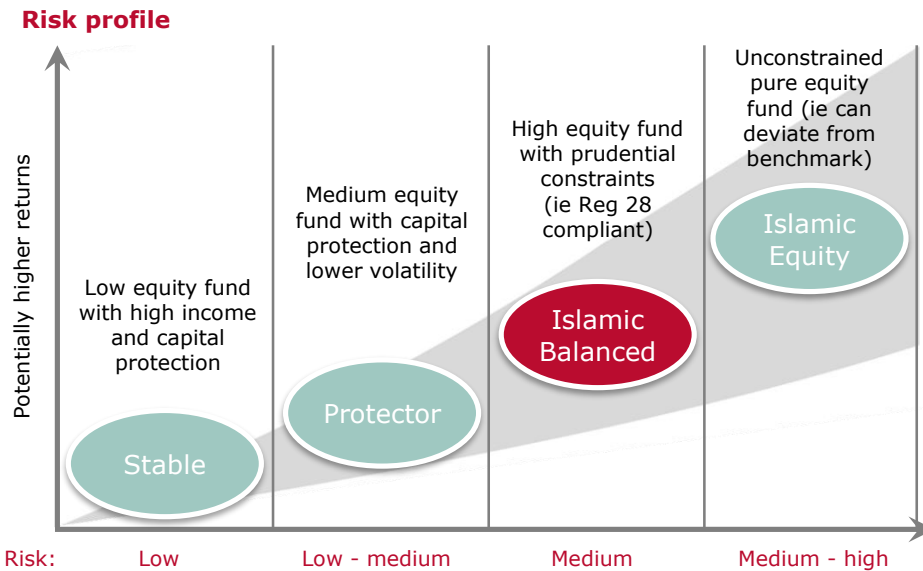 Risk profile
Potentially higher returns
Low equity fund
with high income
and capital
protection
Stable
Medium equity
fund with capital
protection and
lower volatility
Protector
High equity fund
with prudential
constraints
(ie Reg 28
compliant)
Islamic
Balanced
Unconstrained
pure equity
fund (ie can
deviate from
benchmark)
Islamic
Equity
Risk: Low Low - medium Medium Medium - high